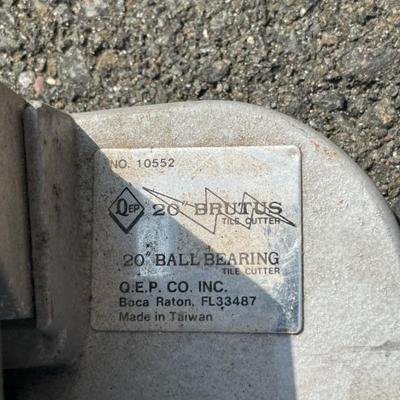 NO. 10552
QEP 20" BRUTUS
TILE CUTTER
20" BALL BEARING
TILE CUTTER
Q.E.P. CO. INC.
Boca Raton, FL33487
Made in Taiwan